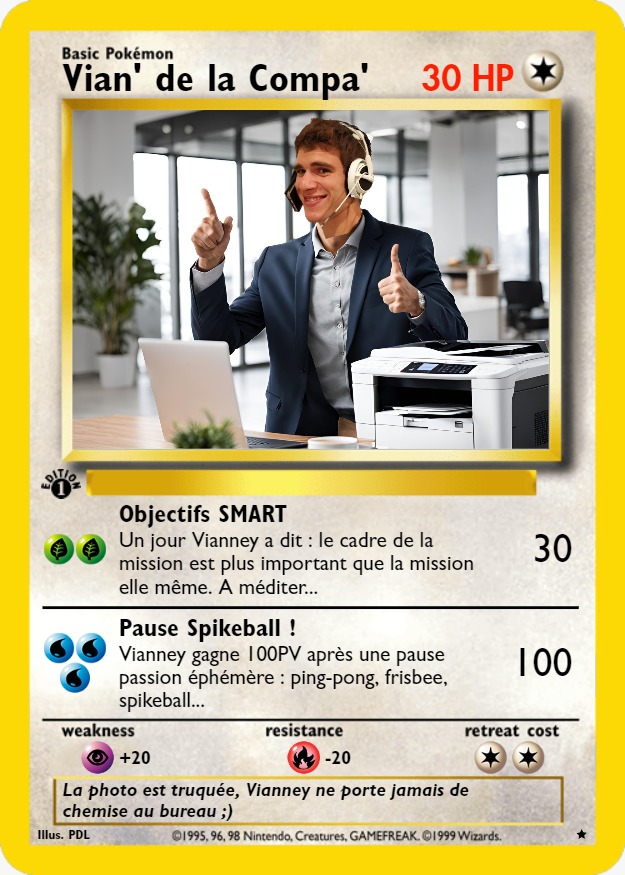 Basic Pokémon
Vian' de la Compa' 30 HP
EDITION 1
Objectifs SMART
Un jour Vianney a dit : le cadre de la
mission est plus important que la mission
elle même. A méditer...
30
Pause Spikeball !
Vianney gagne 100PV après une pause
passion éphémère : ping-pong, frisbee,
spikeball...
100
weakness resistance retreat cost
+20 -20
La photo est truquée, Vianney ne porte jamais de
chemise au bureau ;)
Illus. PDL ©1995, 96, 98 Nintendo, Creatures, GAMEFREAK. ©1999 Wizards.